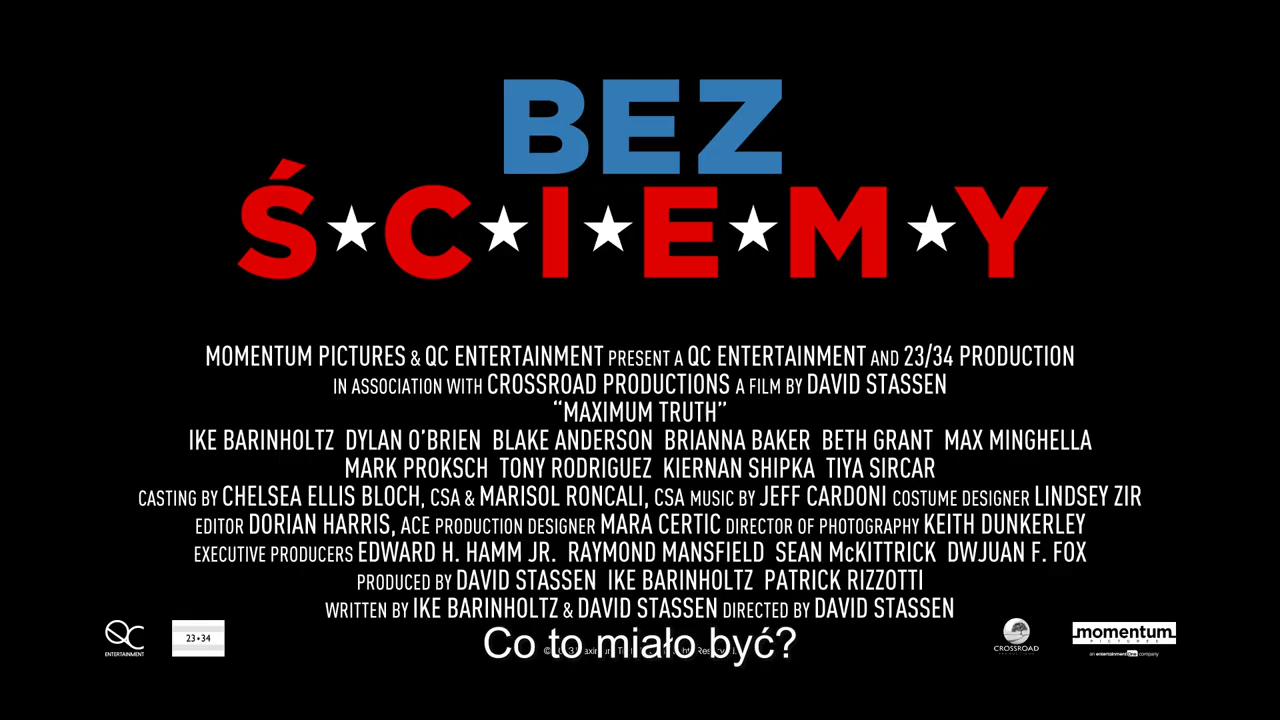 BEZ
Ś★C★I★E★M★Y
MOMENTUM PICTURES & QC ENTERTAINMENT PRESENT A QC ENTERTAINMENT AND 23/34 PRODUCTION
IN ASSOCIATION WITH CROSSROAD PRODUCTIONS A FILM BY DAVID STASSEN
“MAXIMUM TRUTH”
IKE BARINHOLTZ DYLAN O’BRIEN BLAKE ANDERSON BRIANNA BAKER BETH GRANT MAX MINGHELLA
MARK PROKSCH TONY RODRIGUEZ KIERNAN SHIPKA TIYA SIRCAR
CASTING BY CHELSEA ELLIS BLOCH, CSA & MARISOL RONCALI, CSA MUSIC BY JEFF CARDONI COSTUME DESIGNER LINDSEY ZIR
EDITOR DORIAN HARRIS, ACE PRODUCTION DESIGNER MARA CERTIC DIRECTOR OF PHOTOGRAPHY KEITH DUNKERLEY
EXECUTIVE PRODUCERS EDWARD H. HAMM JR. RAYMOND MANSFIELD SEAN McKITTRICK DWJUAN F. FOX
PRODUCED BY DAVID STASSEN IKE BARINHOLTZ PATRICK RIZZOTTI
WRITTEN BY IKE BARINHOLTZ & DAVID STASSEN DIRECTED BY DAVID STASSEN
QC
ENTERTAINMENT
23•34
Co to miało być?
CROSSROAD
PRODUCTIONS
momentum
PICTURES
an entertainmentOne company